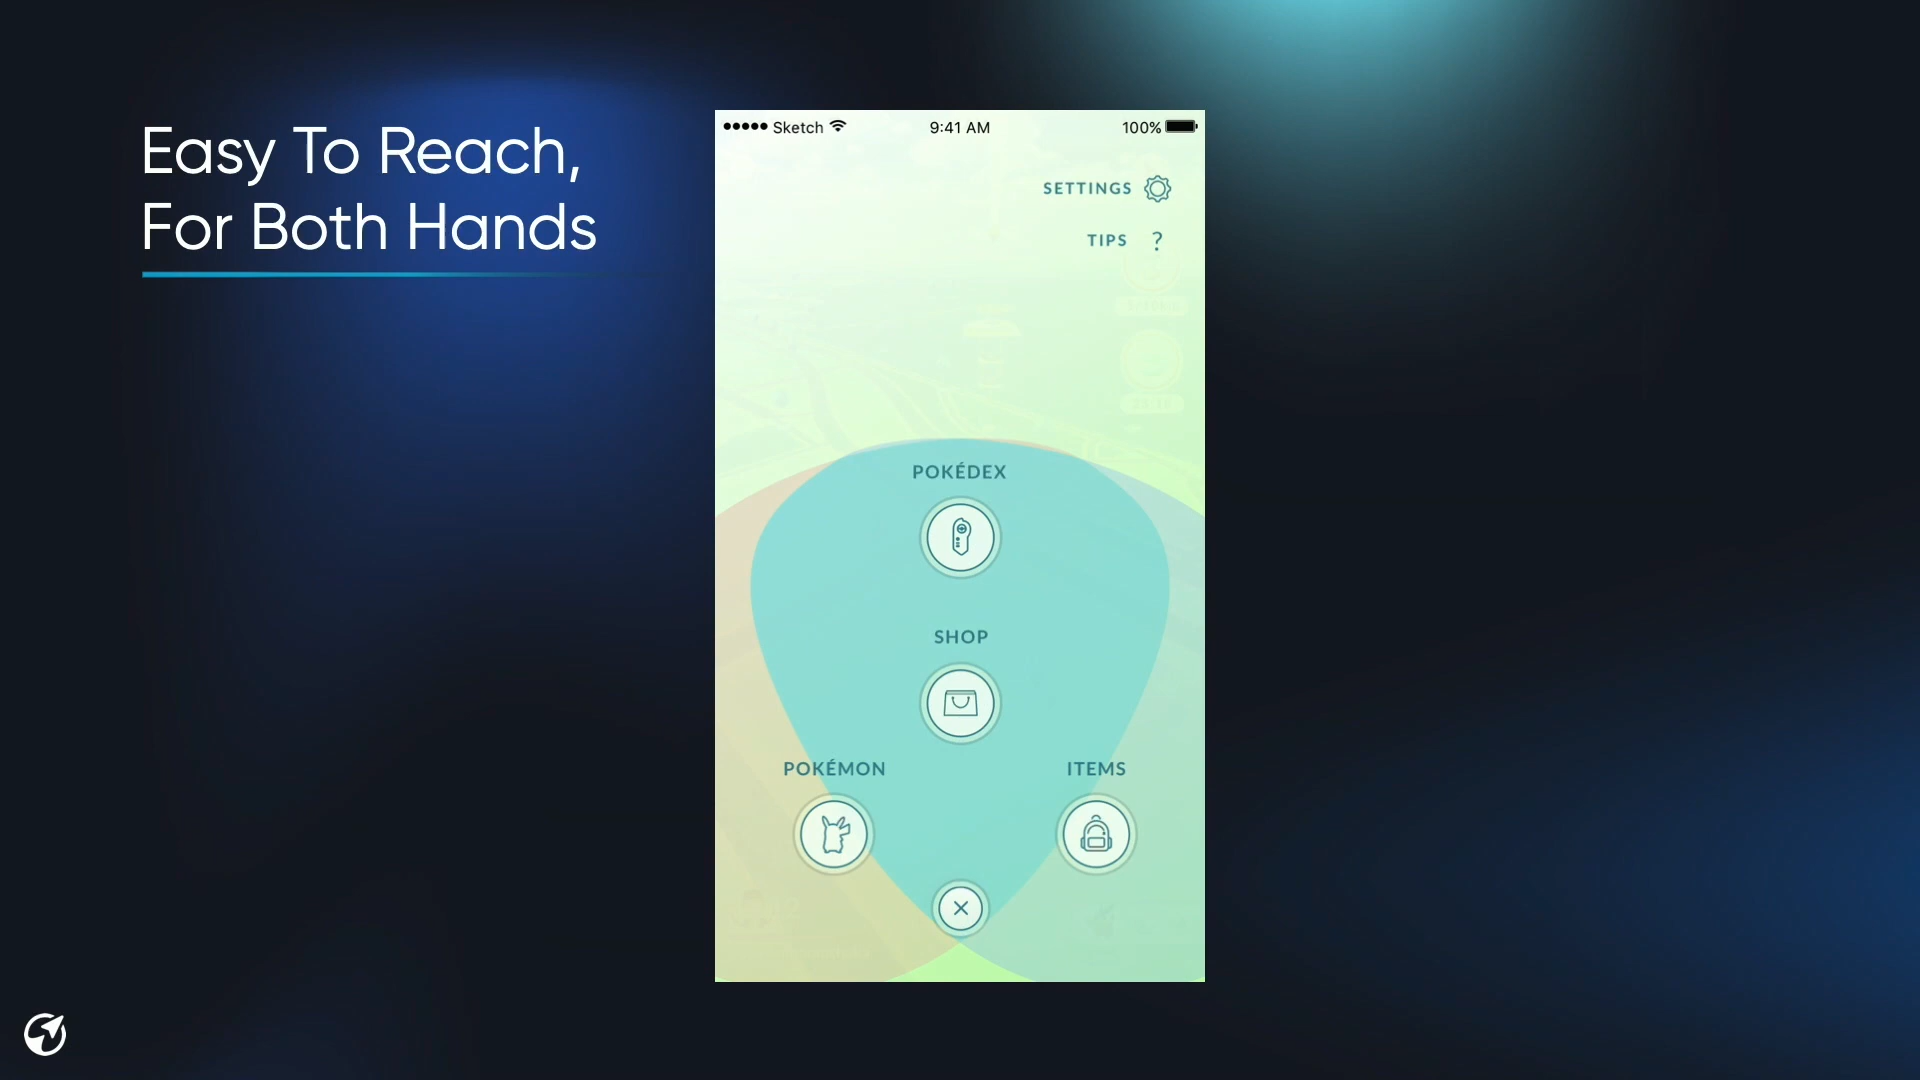 Easy To Reach,
For Both Hands
Sketch 9:41 AM 100%
SETTINGS
TIPS ?
POKÉDEX
SHOP
POKÉMON ITEMS